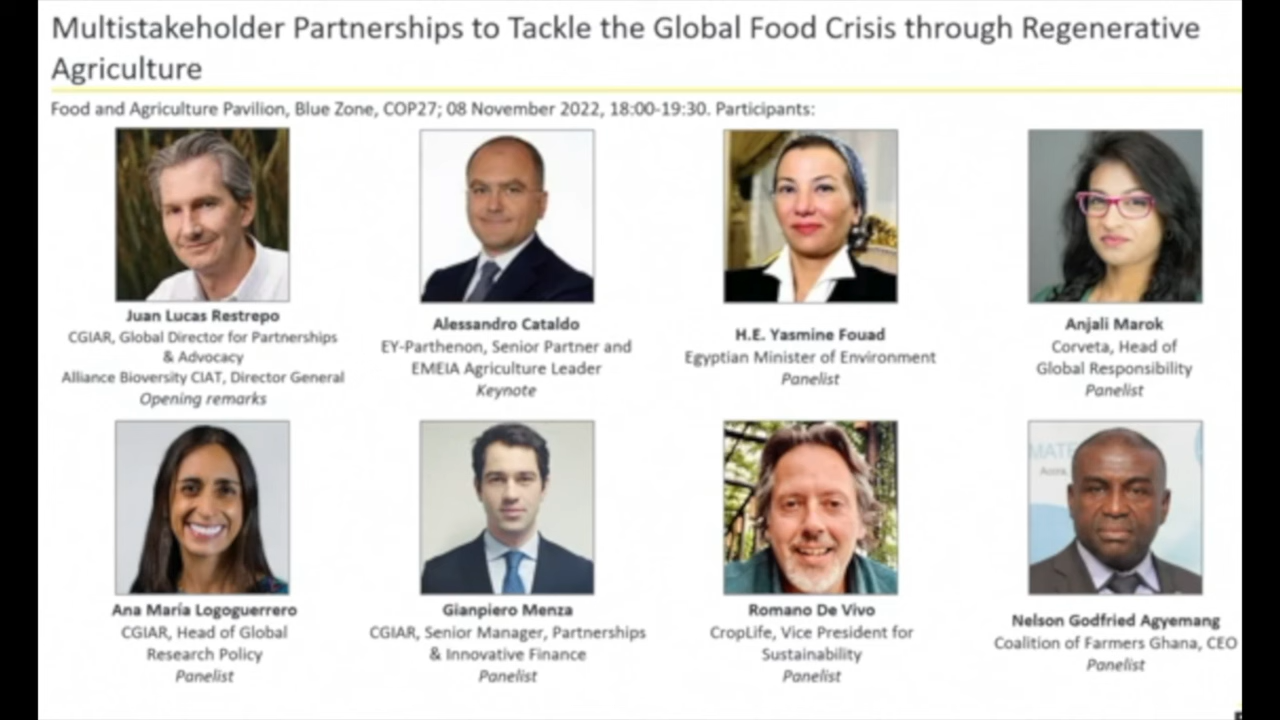 Multistakeholder Partnerships to Tackle the Global Food Crisis through Regenerative
Agriculture
Food and Agriculture Pavilion, Blue Zone, COP27; 08 November 2022, 18:00-19:30. Participants:
Juan Lucas Restrepo
CGIAR, Global Director for Partnerships
& Advocacy
Alliance Bioversity CIAT, Director General
Opening remarks
Alessandro Cataldo
EY-Parthenon, Senior Partner and
EMEIA Agriculture Leader
Keynote
H.E. Yasmine Fouad
Egyptian Minister of Environment
Panelist
Anjali Marok
Corveta, Head of
Global Responsibility
Panelist
Ana María Logoguerrero
CGIAR, Head of Global
Research Policy
Panelist
Gianpiero Menza
CGIAR, Senior Manager, Partnerships
& Innovative Finance
Panelist
Romano De Vivo
CropLife, Vice President for
Sustainability
Panelist
MATE
Accra,
Nelson Godfried Agyemang
Coalition of Farmers Ghana, CEO
Panelist